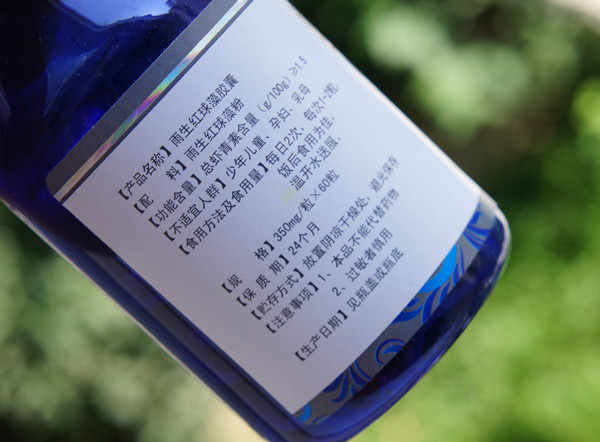 【产品名称】雨生红球藻胶囊
【配 料】雨生红球藻粉
【功能含量】总虾青素含量（g/100g）≥1.5
【不适宜人群】少年儿童、孕妇、乳母
【食用方法及食用量】每日2次，每次1-2粒，
饭后食用为佳，
温开水送服。
【规 格】350mg/粒×60粒
【保 质 期】24个月
【贮存方式】放置阴凉干燥处，避光保存
【注意事项】1、本品不能代替药物
2、过敏者慎用
【生产日期】见瓶盖或瓶底